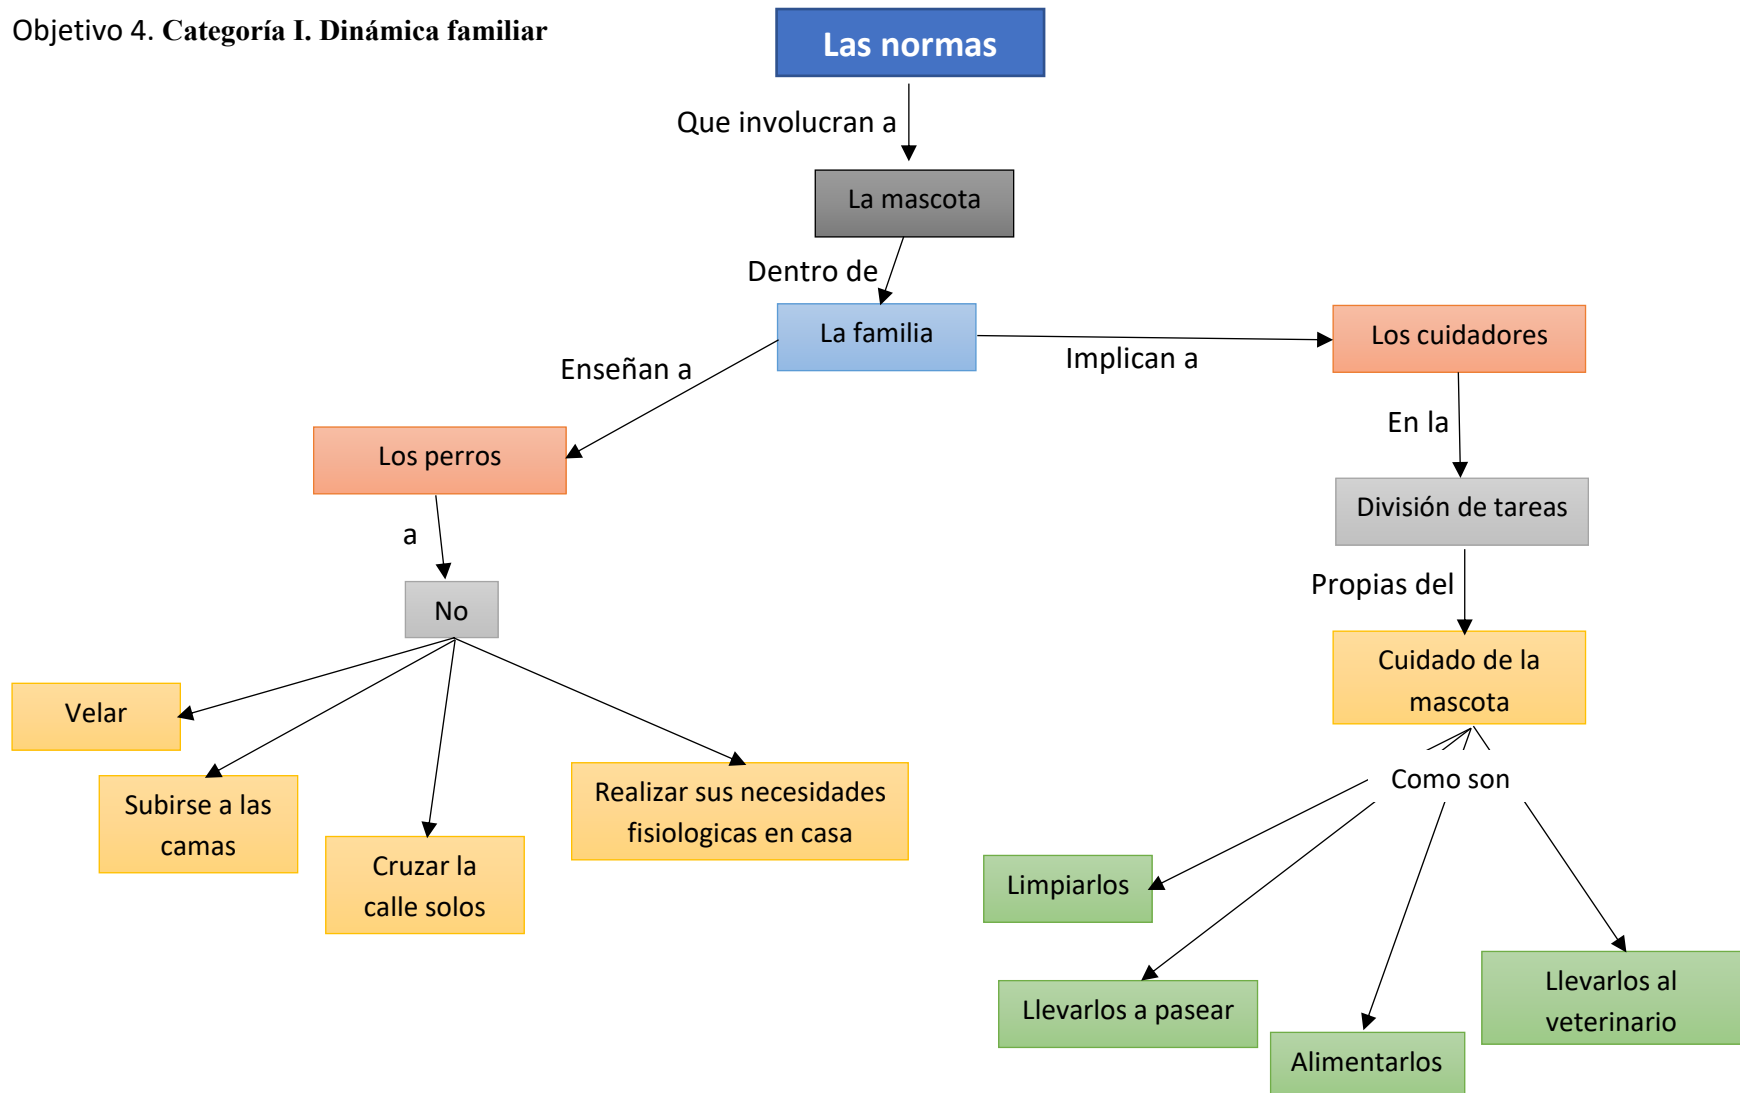 Objetivo 4. Categoría I. Dinámica familiar
Las normas
Que involucran a
La mascota
Dentro de
La familia
Implican a
Los cuidadores
Enseñan a
Los perros
En la
División de tareas
a
No
Propias del
Cuidado de la
mascota
Velar
Subirse a las
camas
Cruzar la
calle solos
Realizar sus necesidades
fisiologicas en casa
Como son
Limpiarlos
Llevarlos a pasear
Alimentarlos
Llevarlos al
veterinario